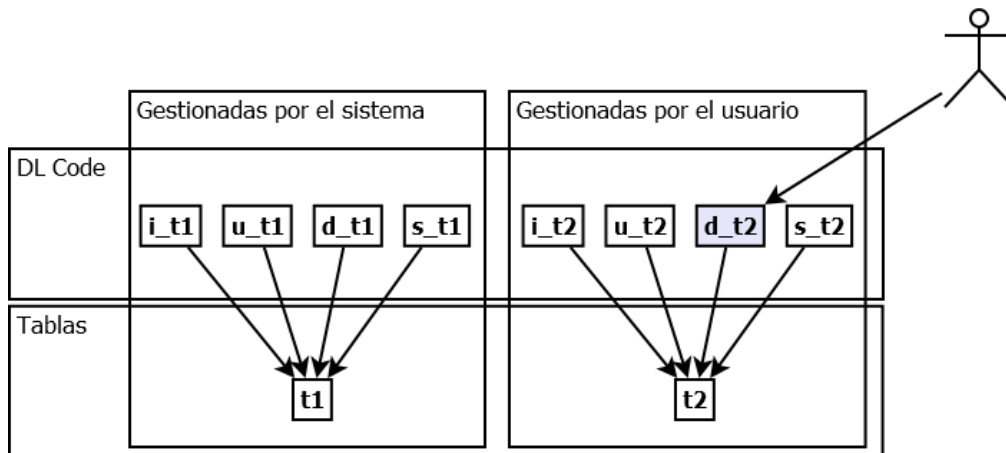 Gestionadas por el sistema
Gestionadas por el usuario
DL Code
i_t1
u_t1
d_t1
s_t1
i_t2
u_t2
d_t2
s_t2
Tablas
t1
t2